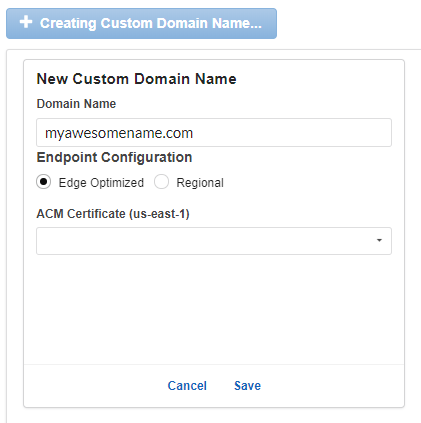 + Creating Custom Domain Name...
New Custom Domain Name
Domain Name
myawesomename.com
Endpoint Configuration
Edge Optimized Regional
ACM Certificate (us-east-1)
Cancel Save